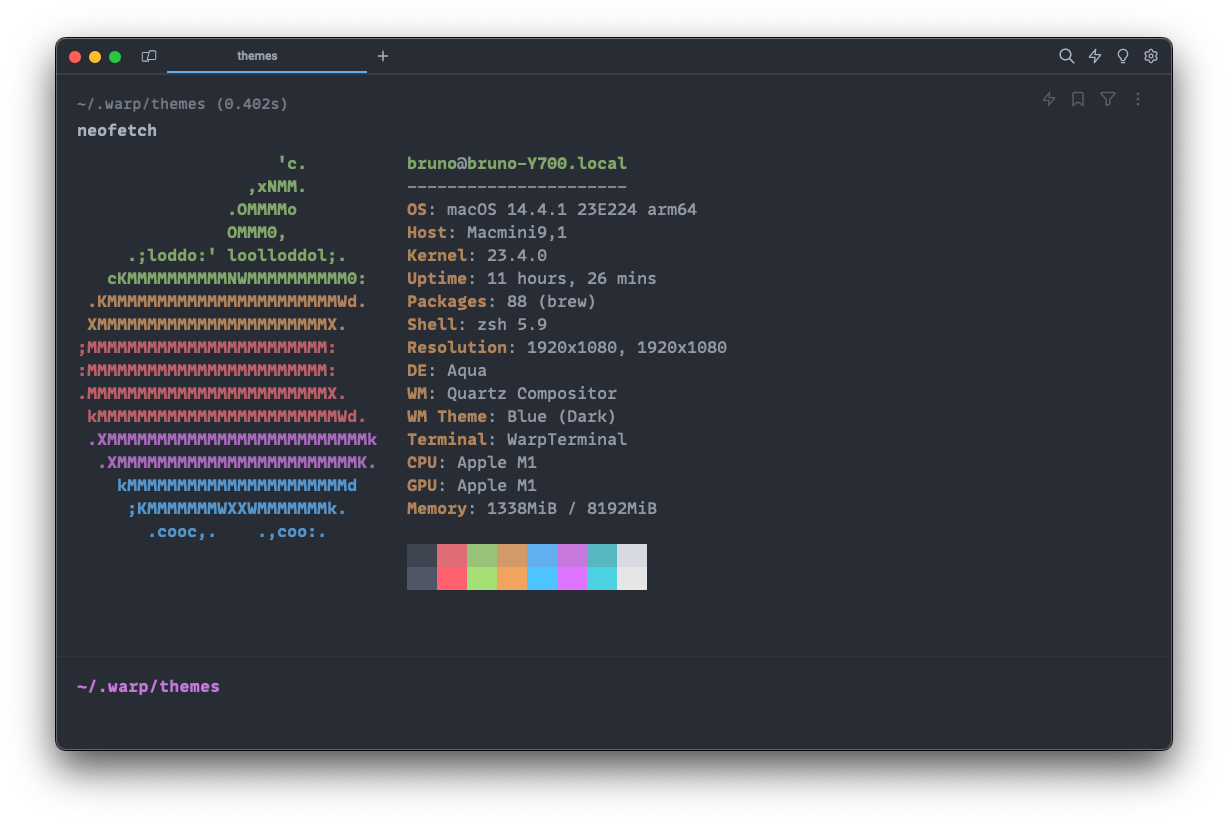 themes
~/.warp/themes (0.402s)
neofetch
                    'c.          bruno@bruno-Y700.local
                 ,xNMM.          ----------------------
               .OMMMMo           OS: macOS 14.4.1 23E224 arm64
               OMMM0,            Host: Macmini9,1
     .;loddo:' loolloddol;.      Kernel: 23.4.0
   cKMMMMMMMMMMNWMMMMMMMMMM0:    Uptime: 11 hours, 26 mins
 .KMMMMMMMMMMMMMMMMMMMMMMMWd.    Packages: 88 (brew)
 XMMMMMMMMMMMMMMMMMMMMMMMX.      Shell: zsh 5.9
;MMMMMMMMMMMMMMMMMMMMMMMM:       Resolution: 1920x1080, 1920x1080
:MMMMMMMMMMMMMMMMMMMMMMMM:       DE: Aqua
.MMMMMMMMMMMMMMMMMMMMMMMMX.      WM: Quartz Compositor
 kMMMMMMMMMMMMMMMMMMMMMMMMWd.    WM Theme: Blue (Dark)
 .XMMMMMMMMMMMMMMMMMMMMMMMMMMk   Terminal: WarpTerminal
  .XMMMMMMMMMMMMMMMMMMMMMMMMK.   CPU: Apple M1
    kMMMMMMMMMMMMMMMMMMMMMMd     GPU: Apple M1
     ;KMMMMMMMWXXWMMMMMMMk.      Memory: 1338MiB / 8192MiB
       .cooc,.    .,coo:.
~/.warp/themes